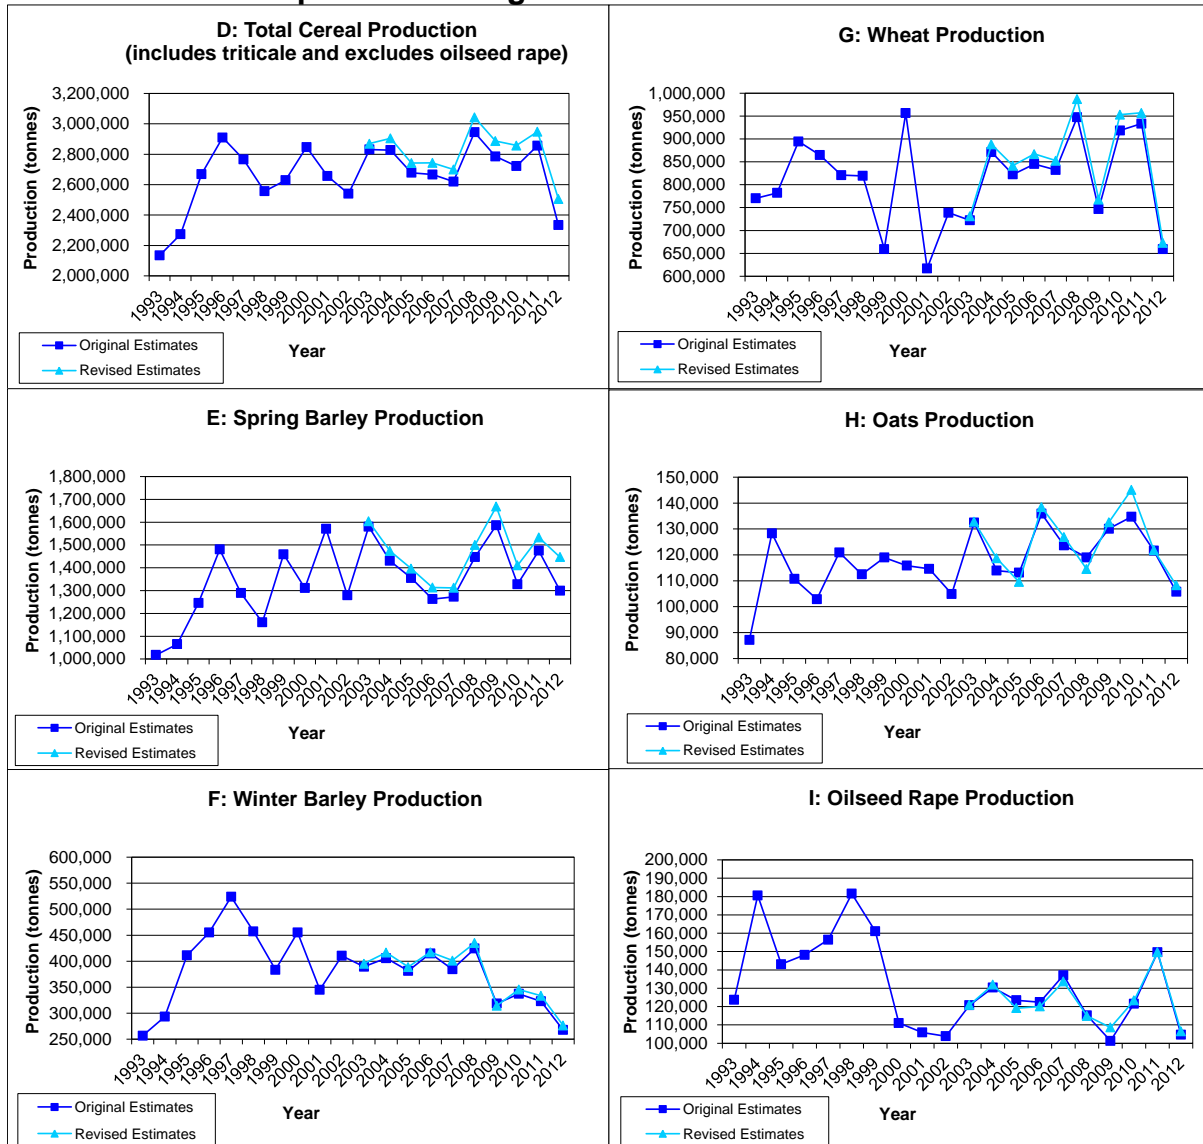 D: Total Cereal Production
(includes triticale and excludes oilseed rape)
Production (tonnes)
3,200,000
3,000,000
2,800,000
2,600,000
2,400,000
2,200,000
2,000,000
1993 1994 1995 1996 1997 1998 1999 2000 2001 2002 2003 2004 2005 2006 2007 2008 2009 2010 2011 2012
Year
Original Estimates
Revised Estimates
G: Wheat Production
Production (tonnes)
1,000,000
950,000
900,000
850,000
800,000
750,000
700,000
650,000
600,000
1993 1994 1995 1996 1997 1998 1999 2000 2001 2002 2003 2004 2005 2006 2007 2008 2009 2010 2011 2012
Year
Original Estimates
Revised Estimates
E: Spring Barley Production
Production (tonnes)
1,800,000
1,700,000
1,600,000
1,500,000
1,400,000
1,300,000
1,200,000
1,100,000
1,000,000
1993 1994 1995 1996 1997 1998 1999 2000 2001 2002 2003 2004 2005 2006 2007 2008 2009 2010 2011 2012
Year
Original Estimates
Revised Estimates
H: Oats Production
Production (tonnes)
150,000
140,000
130,000
120,000
110,000
100,000
90,000
80,000
1993 1994 1995 1996 1997 1998 1999 2000 2001 2002 2003 2004 2005 2006 2007 2008 2009 2010 2011 2012
Year
Original Estimates
Revised Estimates
F: Winter Barley Production
Production (tonnes)
600,000
550,000
500,000
450,000
400,000
350,000
300,000
250,000
1993 1994 1995 1996 1997 1998 1999 2000 2001 2002 2003 2004 2005 2006 2007 2008 2009 2010 2011 2012
Year
Original Estimates
Revised Estimates
I: Oilseed Rape Production
Production (tonnes)
200,000
190,000
180,000
170,000
160,000
150,000
140,000
130,000
120,000
110,000
100,000
1993 1994 1995 1996 1997 1998 1999 2000 2001 2002 2003 2004 2005 2006 2007 2008 2009 2010 2011 2012
Year
Original Estimates
Revised Estimates